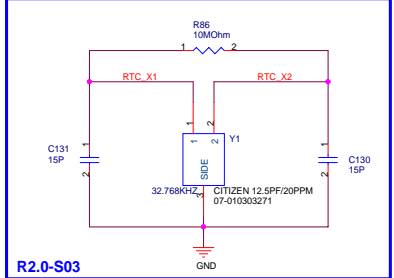 R86
10MOhm
1 2
RTC_X1 RTC_X2
1 2
1 2
Y1
SIDE
3
C131
15P
1
2
C130
15P
1
2
32.768KHZ
CITIZEN 12.5PF/20PPM
07-010303271
GND
R2.0-S03